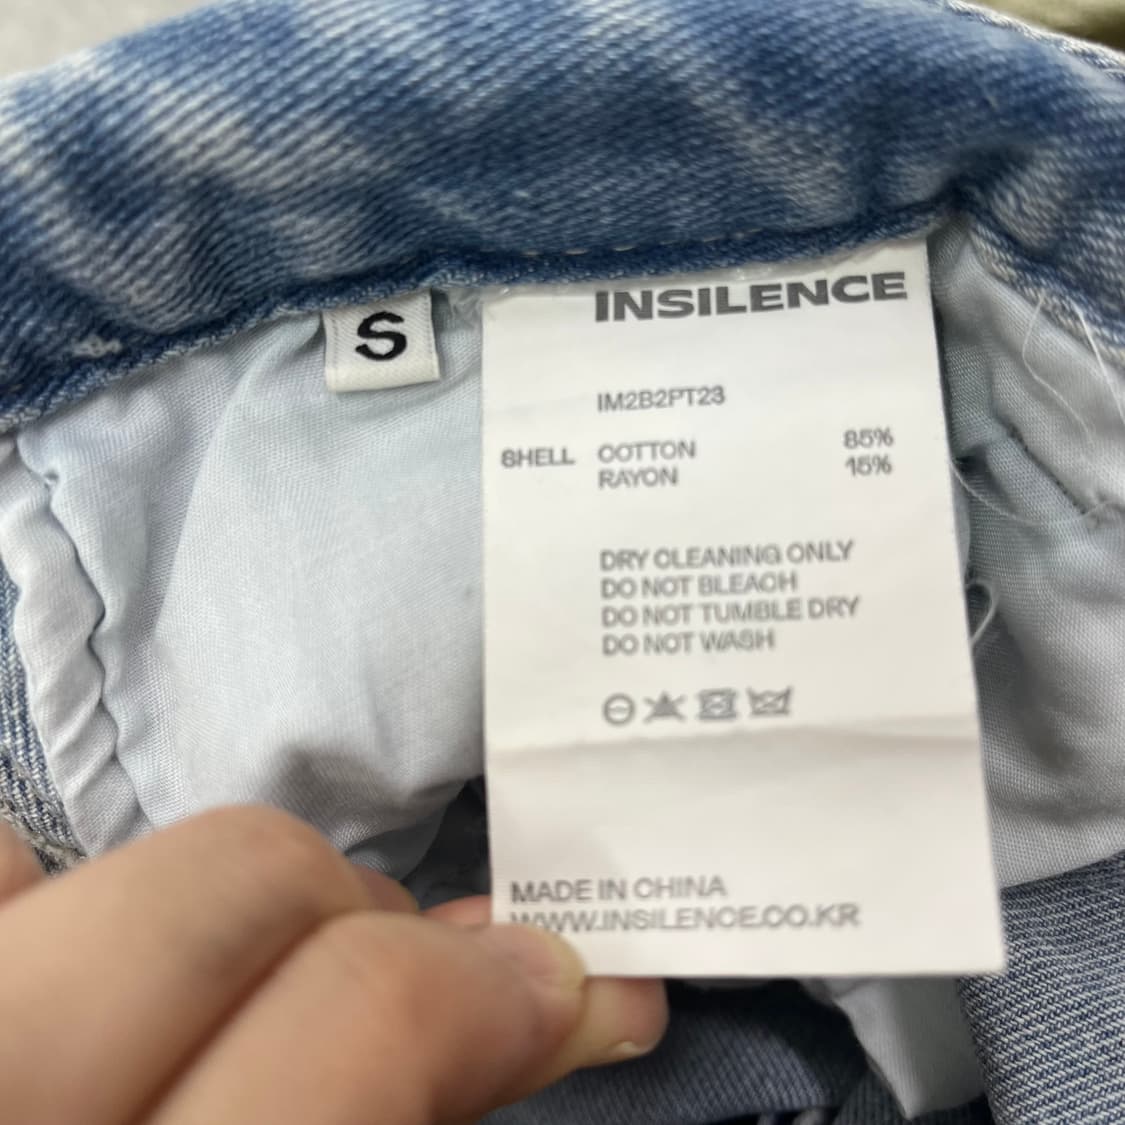 S
INSILENCE
IM2B2PT23
SHELL COTTON 85%
RAYON 15%
DRY CLEANING ONLY
DO NOT BLEACH
DO NOT TUMBLE DRY
DO NOT WASH
MADE IN CHINA
WWW.INSILENCE.CO.KR